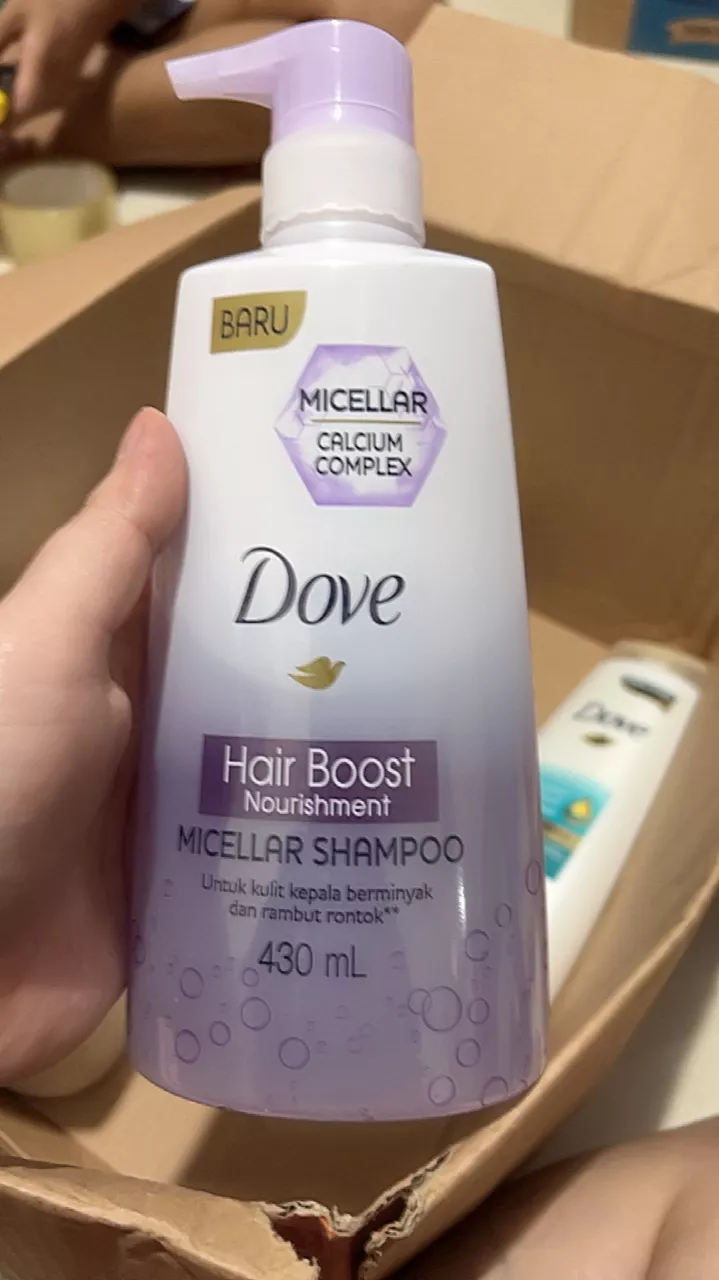 BARU
MICELLAR
CALCIUM
COMPLEX
Dove
Hair Boost
Nourishment
MICELLAR SHAMPOO
Untuk kulit kepala berminyak
dan rambut rontok**
430 mL
Dove